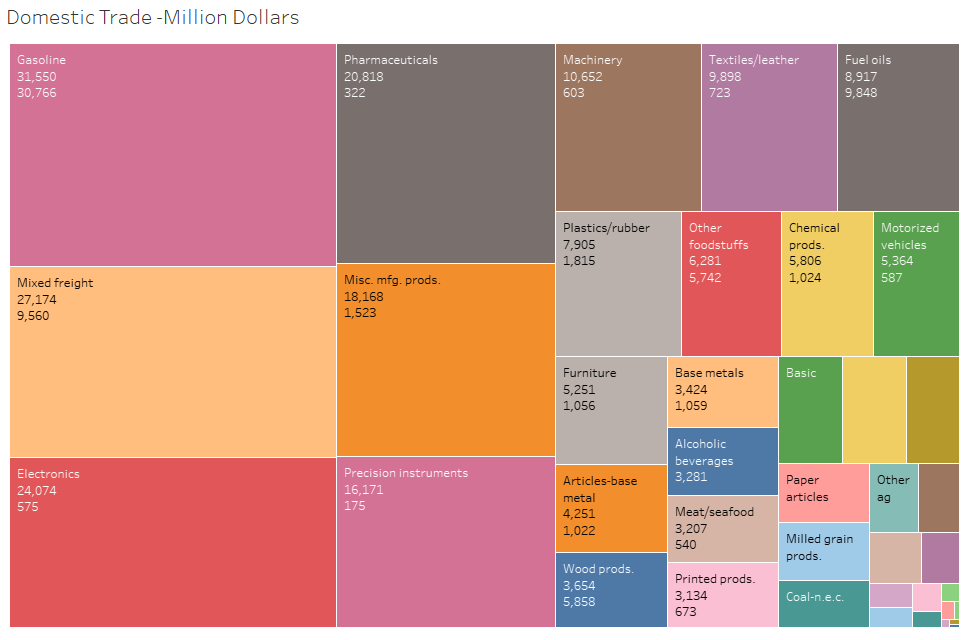 Domestic Trade -Million Dollars
Gasoline
31,550
30,766
Mixed freight
27,174
9,560
Electronics
24,074
575
Pharmaceuticals
20,818
322
Misc. mfg. prods.
18,168
1,523
Precision instruments
16,171
175
Machinery
10,652
603
Textiles/leather
9,898
723
Fuel oils
8,917
9,848
Plastics/rubber
7,905
1,815
Other
foodstuffs
6,281
5,742
Chemical
prods.
5,806
1,024
Motorized
vehicles
5,364
587
Furniture
5,251
1,056
Articles-base
metal
4,251
1,022
Wood prods.
3,654
5,858
Base metals
3,424
1,059
Alcoholic
beverages
3,281
Meat/seafood
3,207
540
Printed prods.
3,134
673
Basic
Paper
articles
Milled grain
prods.
Coal-n.e.c.
Other
ag